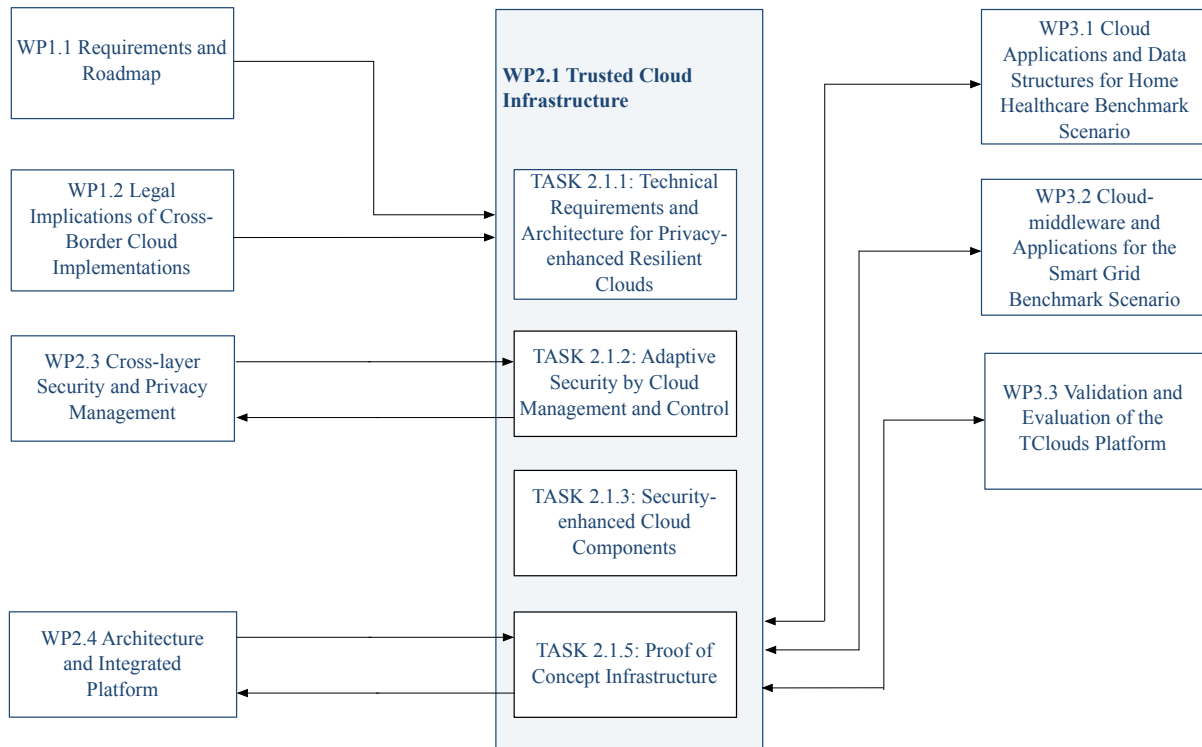 WP1.1 Requirements and
Roadmap
WP1.2 Legal
Implications of Cross-
Border Cloud
Implementations
WP2.3 Cross-layer
Security and Privacy
Management
WP2.4 Architecture
and Integrated
Platform
WP2.1 Trusted Cloud
Infrastructure
TASK 2.1.1: Technical
Requirements and
Architecture for Privacy-
enhanced Resilient
Clouds
TASK 2.1.2: Adaptive
Security by Cloud
Management and Control
TASK 2.1.3: Security-
enhanced Cloud
Components
TASK 2.1.5: Proof of
Concept Infrastructure
WP3.1 Cloud
Applications and Data
Structures for Home
Healthcare Benchmark
Scenario
WP3.2 Cloud-
middleware and
Applications for the
Smart Grid
Benchmark Scenario
WP3.3 Validation and
Evaluation of the
TClouds Platform